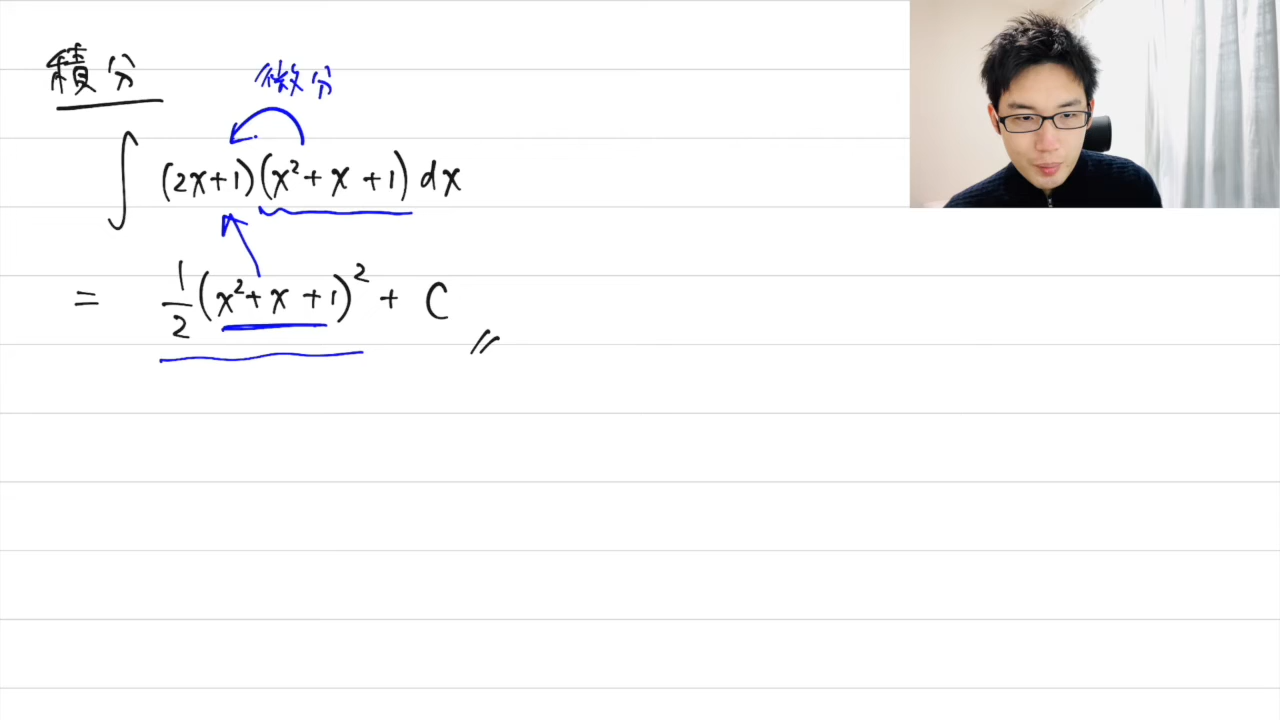 積分
微分
∫ (2x+1)(x²+x+1) dx
= 1/2 (x²+x+1)² + C